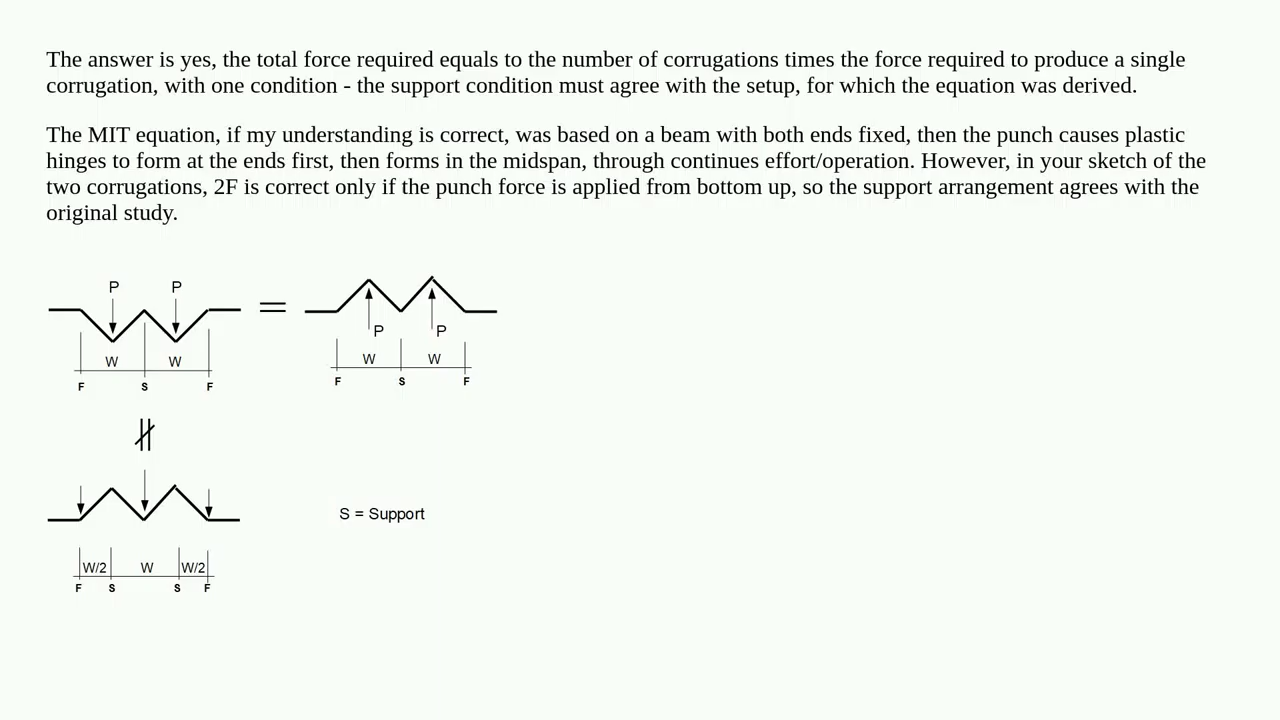 The answer is yes, the total force required equals to the number of corrugations times the force required to produce a single
corrugation, with one condition - the support condition must agree with the setup, for which the equation was derived.
The MIT equation, if my understanding is correct, was based on a beam with both ends fixed, then the punch causes plastic
hinges to form at the ends first, then forms in the midspan, through continues effort/operation. However, in your sketch of the
two corrugations, 2F is correct only if the punch force is applied from bottom up, so the support arrangement agrees with the
original study.
P P
P P
W W
W W
F S F
F S F
S = Support
W/2 W W/2
F S S F